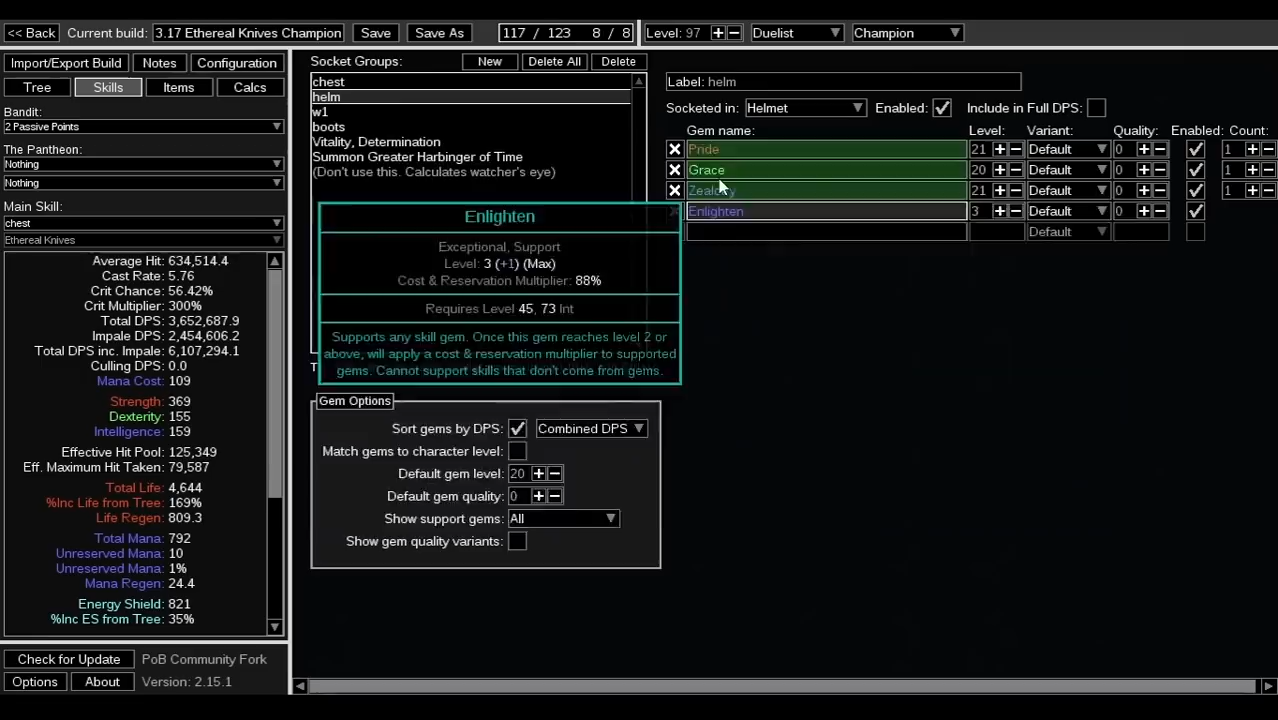 << Back Current build: 3.17 Ethereal Knives Champion Save Save As 117 / 123 8 / 8 Level: 97 + − Duelist Champion
Import/Export Build Notes Configuration
Tree Skills Items Calcs
Bandit:
2 Passive Points
The Pantheon:
Nothing
Nothing
Main Skill:
chest
Ethereal Knives
Average Hit: 634,514.4
Cast Rate: 5.76
Crit Chance: 56.42%
Crit Multiplier: 300%
Total DPS: 3,652,687.9
Impale DPS: 2,454,606.2
Total DPS inc. Impale: 6,107,294.1
Culling DPS: 0.0
Mana Cost: 109
Strength: 369
Dexterity: 155
Intelligence: 159
Effective Hit Pool: 125,349
Eff. Maximum Hit Taken: 79,587
Total Life: 4,644
%Inc Life from Tree: 169%
Life Regen: 809.3
Total Mana: 792
Unreserved Mana: 10
Unreserved Mana: 1%
Mana Regen: 24.4
Energy Shield: 821
%Inc ES from Tree: 35%
Check for Update PoB Community Fork
Options About Version: 2.15.1
Socket Groups: New Delete All Delete
chest
helm
w1
boots
Vitality, Determination
Summon Greater Harbinger of Time
(Don't use this. Calculates watcher's eye)
Enlighten
Exceptional, Support
Level: 3 (+1) (Max)
Cost & Reservation Multiplier: 88%
Requires Level 45, 73 Int
Supports any skill gem. Once this gem reaches level 2 or
above, will apply a cost & reservation multiplier to supported
gems. Cannot support skills that don't come from gems.
Gem Options
Sort gems by DPS: Combined DPS
Match gems to character level:
Default gem level: 20 + −
Default gem quality: 0 + −
Show support gems: All
Show gem quality variants:
Label: helm
Socketed in: Helmet Enabled: Include in Full DPS:
Gem name: Level: Variant: Quality: Enabled: Count:
Pride 21 + − Default 0 + − 1 + −
Grace 20 + − Default 0 + − 1 + −
Zealotry 21 + − Default 0 + − 1 + −
Enlighten 3 + − Default 0 + −
Default